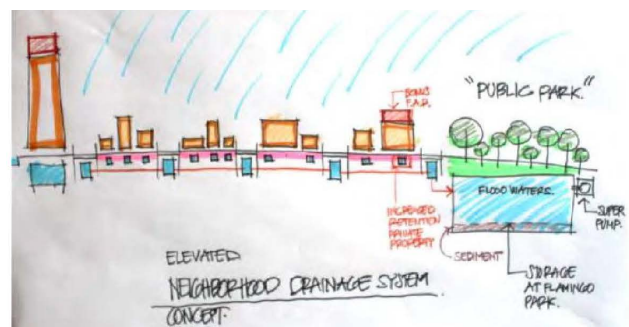 BONUS
F.A.R.
"PUBLIC PARK."
FLOOD WATERS.
SUPER
PUMP.
INCREASED
RETENTION
PRIVATE
PROPERTY
SEDIMENT
STORAGE
AT FLAMINGO
PARK.
ELEVATED
NEIGHBORHOOD DRAINAGE SYSTEM
CONCEPT.